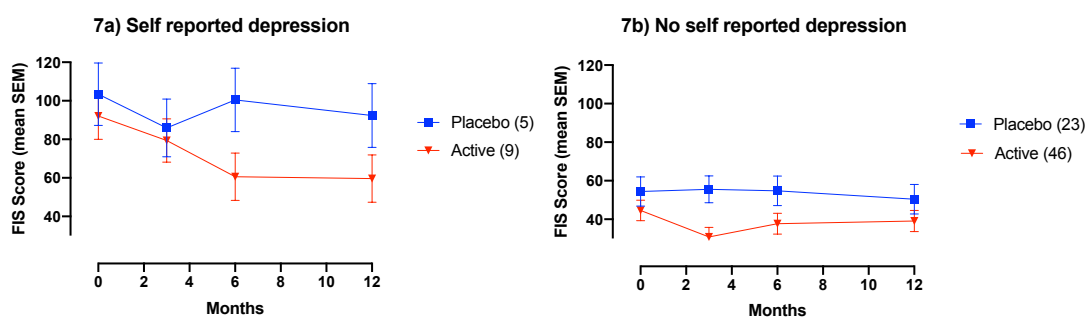 7a) Self reported depression
FIS Score (mean SEM)
120
100
80
60
40
0 2 4 6 8 10 12
Months
Placebo (5)
Active (9)
7b) No self reported depression
FIS Score (mean SEM)
120
100
80
60
40
0 2 4 6 8 10 12
Months
Placebo (23)
Active (46)